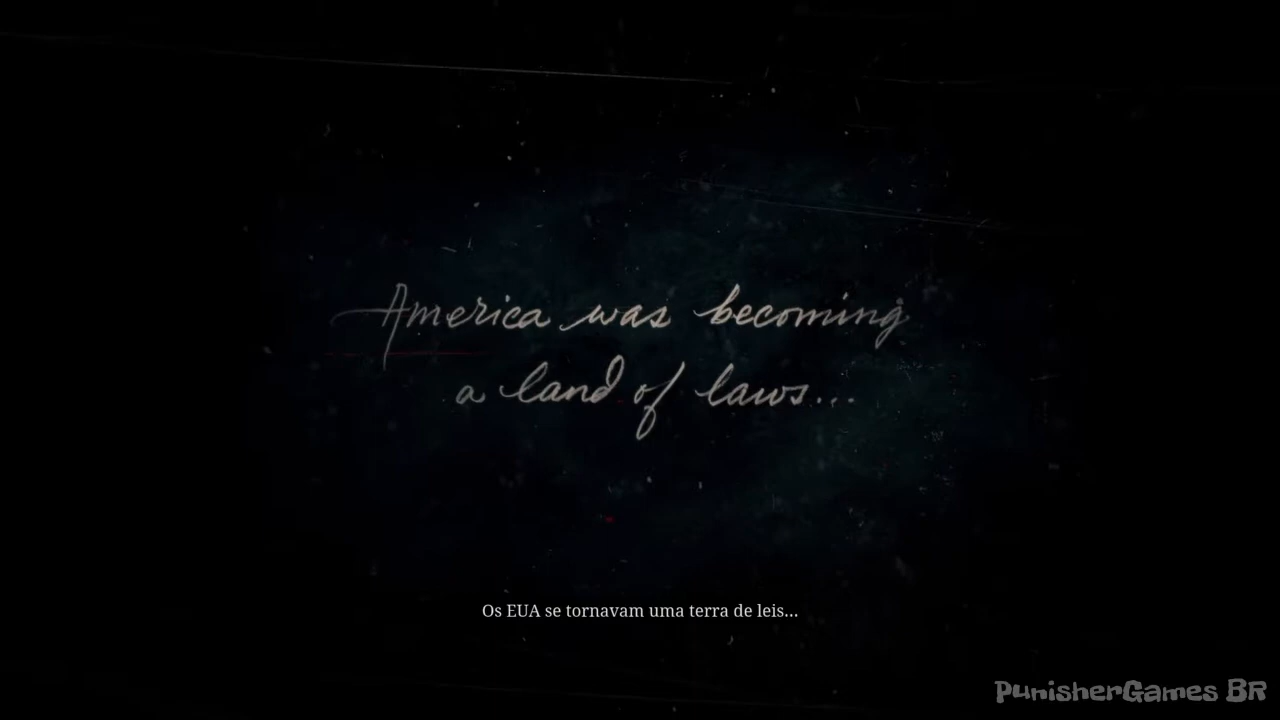 America was becoming
a land of laws...
Os EUA se tornavam uma terra de leis...
PunisherGames BR